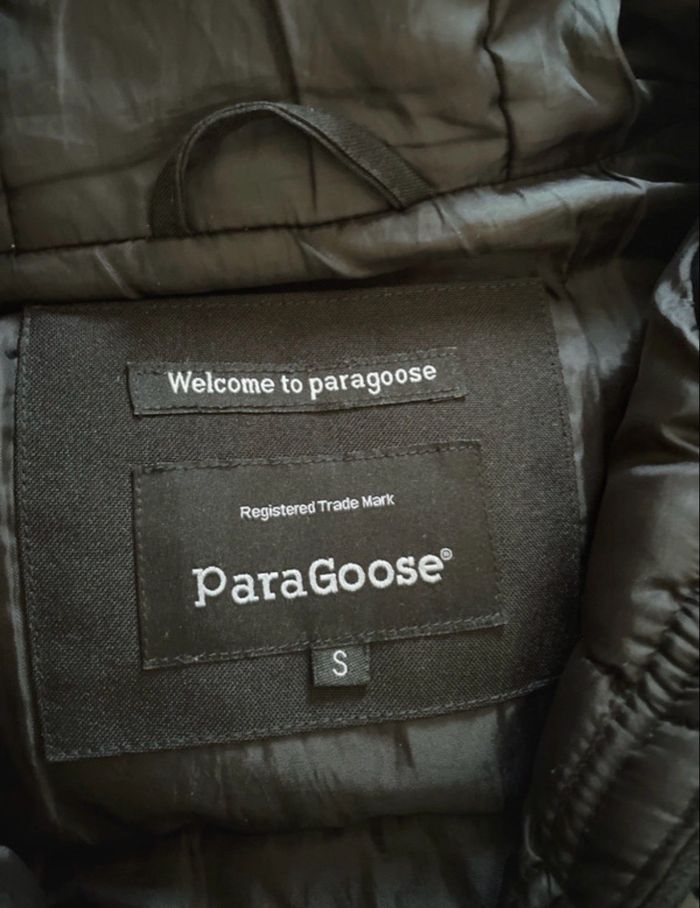 Welcome to paragoose
Registered Trade Mark
ParaGoose®
S